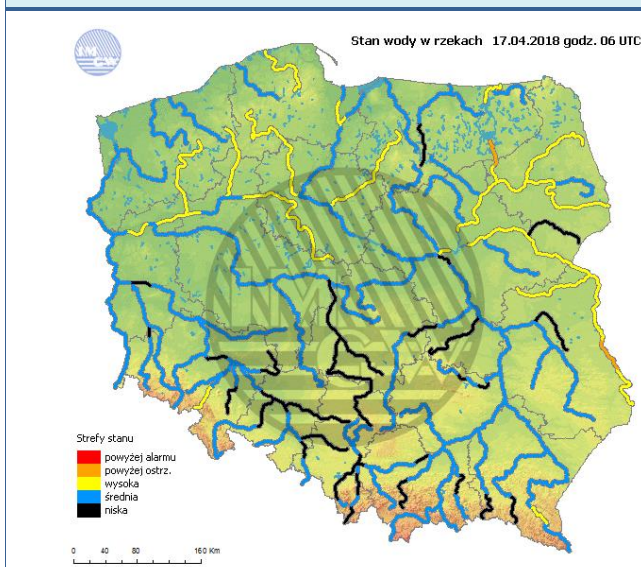 Stan wody w rzekach 17.04.2018 godz. 06 UTC
Strefy stanu
powyżej alarmu
powyżej ostrz.
wysoka
średnia
niska
0 40 80 160 Km